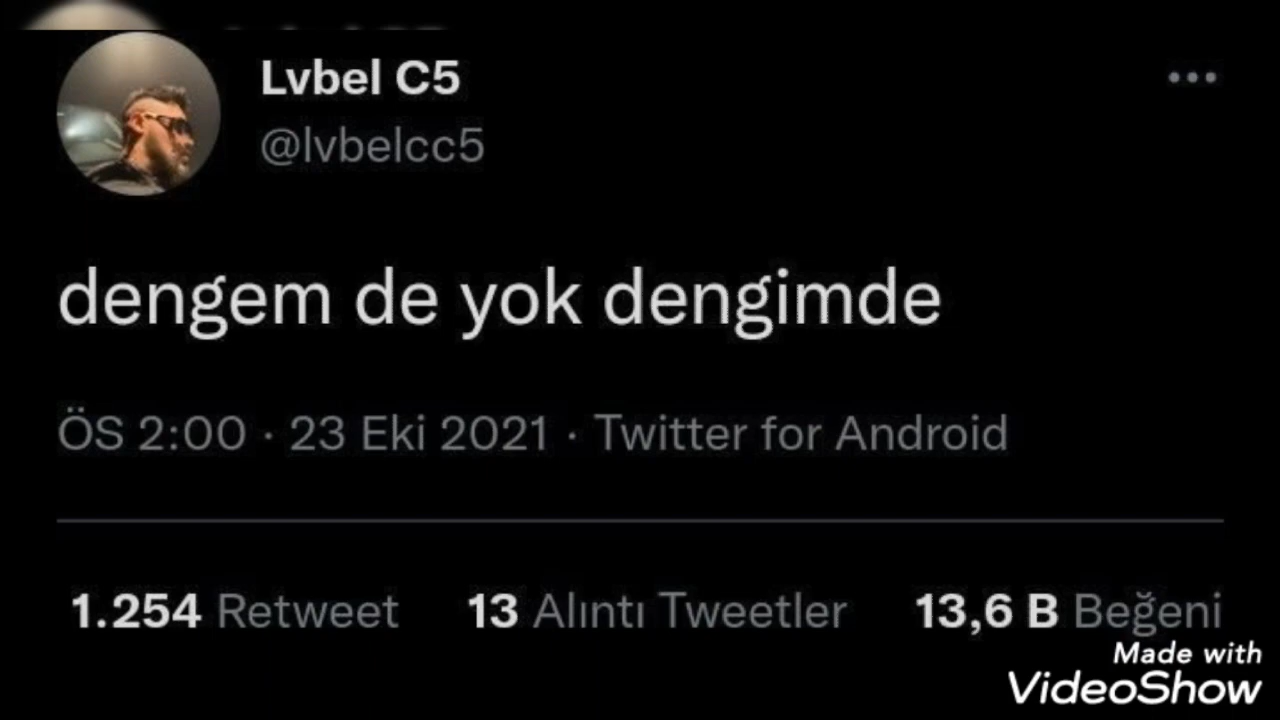 Lvbel C5
@lvbelcc5
dengem de yok dengimde
ÖS 2:00 · 23 Eki 2021 · Twitter for Android
1.254 Retweet 13 Alıntı Tweetler 13,6 B Beğeni
Made with
VideoShow